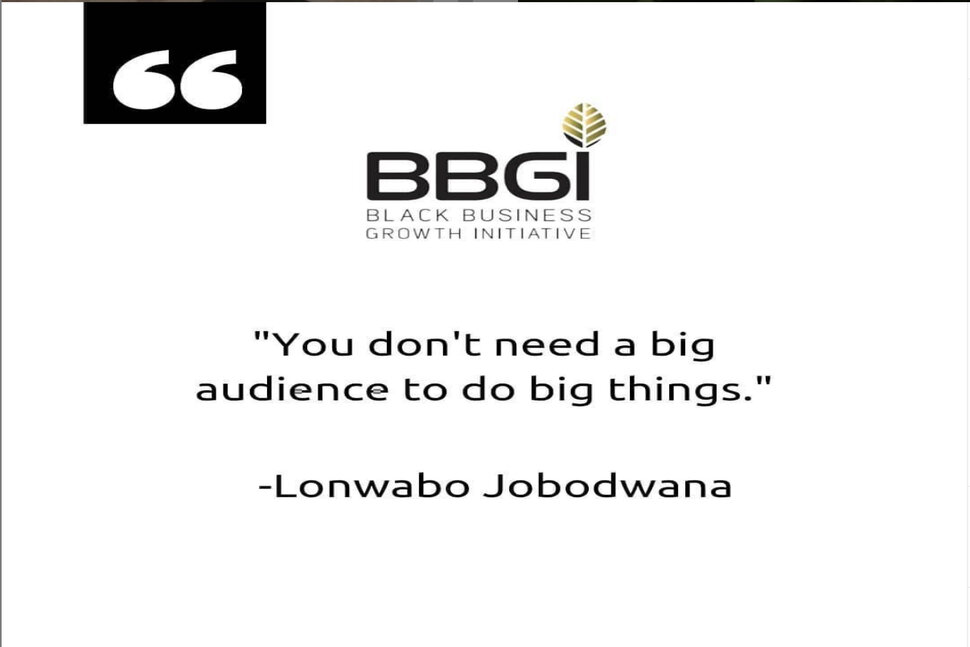 “
BBGI
BLACK BUSINESS
GROWTH INITIATIVE
"You don't need a big
audience to do big things."
-Lonwabo Jobodwana